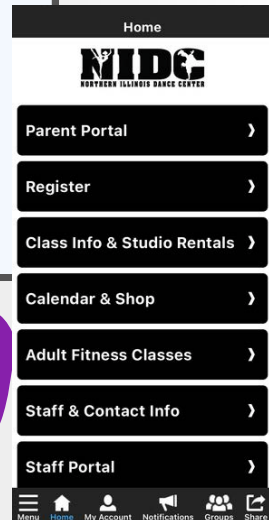 Home
NIDC
NORTHERN ILLINOIS DANCE CENTER
Parent Portal
Register
Class Info & Studio Rentals
Calendar & Shop
Adult Fitness Classes
Staff & Contact Info
Staff Portal
Menu Home My Account Notifications Groups Share